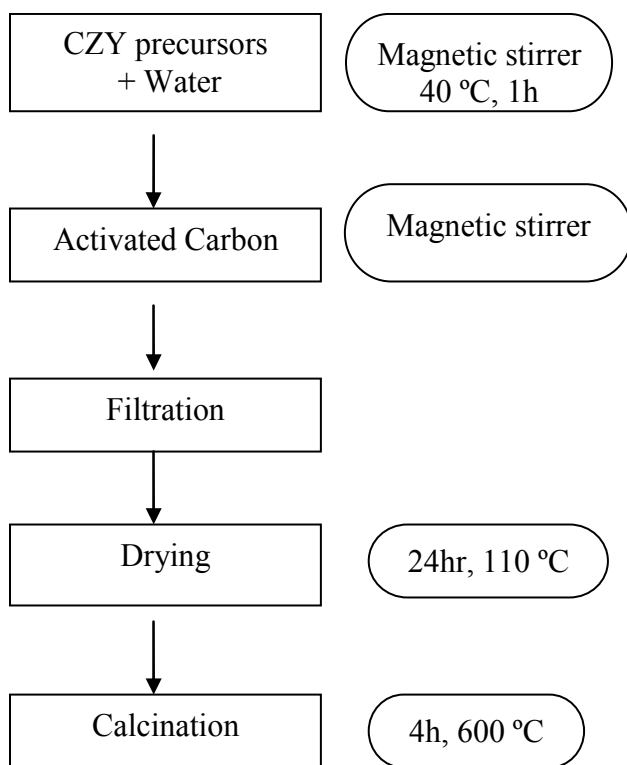 CZY precursors
+ Water
Magnetic stirrer
40 ºC, 1h
Activated Carbon
Magnetic stirrer
Filtration
Drying
24hr, 110 ºC
Calcination
4h, 600 ºC